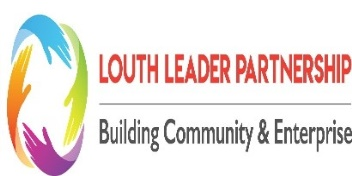 LOUTH LEADER PARTNERSHIP
Building Community & Enterprise